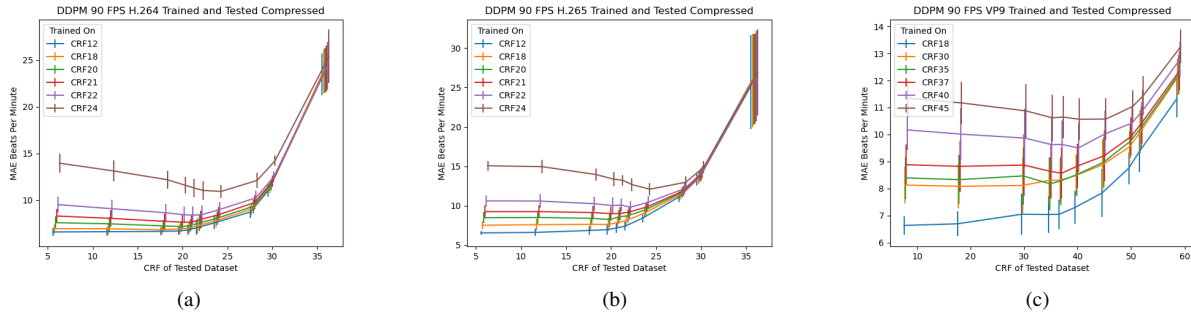 DDPM 90 FPS H.264 Trained and Tested Compressed
Trained On
CRF12
CRF18
CRF20
CRF21
CRF22
CRF24
MAE Beats Per Minute
25
20
15
10
5 10 15 20 25 30 35
CRF of Tested Dataset
(a)
DDPM 90 FPS H.265 Trained and Tested Compressed
Trained On
CRF12
CRF18
CRF20
CRF21
CRF22
CRF24
MAE Beats Per Minute
30
25
20
15
10
5
5 10 15 20 25 30 35
CRF of Tested Dataset
(b)
DDPM 90 FPS VP9 Trained and Tested Compressed
Trained On
CRF18
CRF30
CRF35
CRF37
CRF40
CRF45
MAE Beats Per Minute
14
13
12
11
10
9
8
7
6
10 20 30 40 50 60
CRF of Tested Dataset
(c)